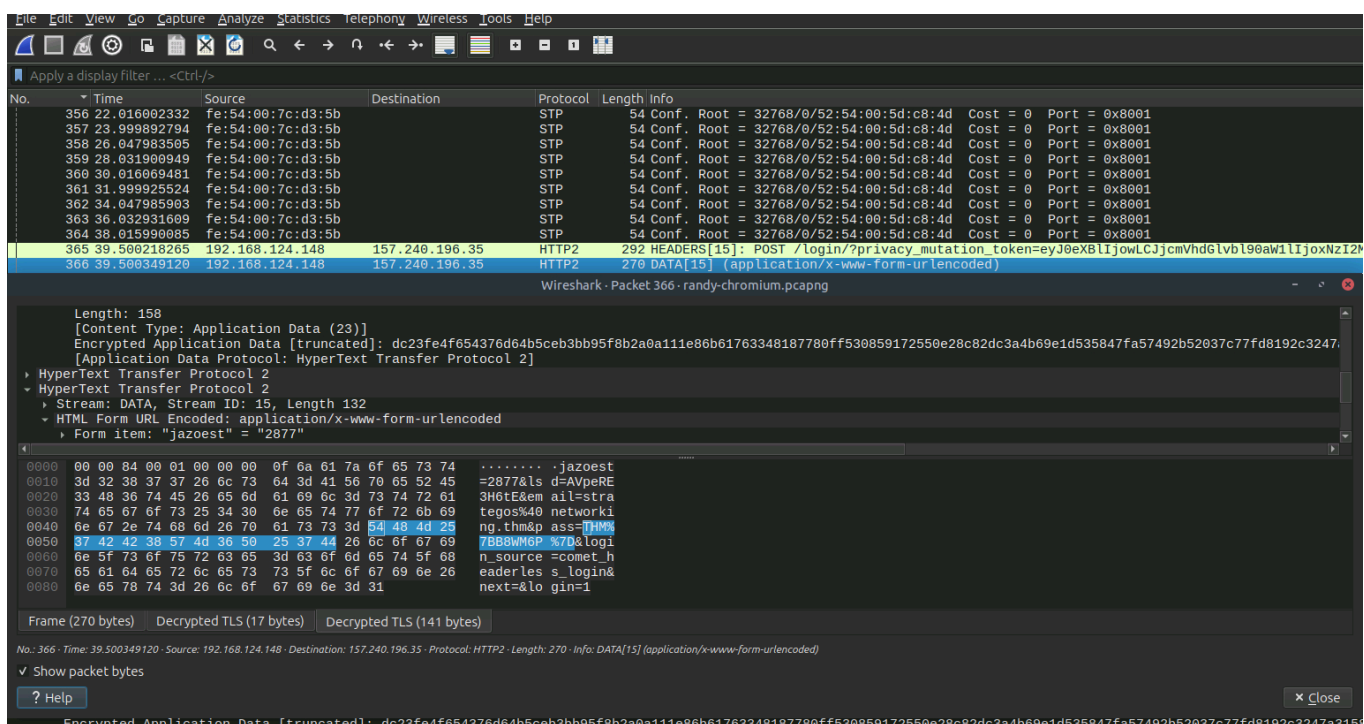 File Edit View Go Capture Analyze Statistics Telephony Wireless Tools Help
Apply a display filter … <Ctrl-/>
No. Time Source Destination Protocol Length Info
356 22.016002332 fe:54:00:7c:d3:5b STP 54 Conf. Root = 32768/0/52:54:00:5d:c8:4d Cost = 0 Port = 0x8001
357 23.999892794 fe:54:00:7c:d3:5b STP 54 Conf. Root = 32768/0/52:54:00:5d:c8:4d Cost = 0 Port = 0x8001
358 26.047983505 fe:54:00:7c:d3:5b STP 54 Conf. Root = 32768/0/52:54:00:5d:c8:4d Cost = 0 Port = 0x8001
359 28.031900949 fe:54:00:7c:d3:5b STP 54 Conf. Root = 32768/0/52:54:00:5d:c8:4d Cost = 0 Port = 0x8001
360 30.016069481 fe:54:00:7c:d3:5b STP 54 Conf. Root = 32768/0/52:54:00:5d:c8:4d Cost = 0 Port = 0x8001
361 31.999925524 fe:54:00:7c:d3:5b STP 54 Conf. Root = 32768/0/52:54:00:5d:c8:4d Cost = 0 Port = 0x8001
362 34.047985903 fe:54:00:7c:d3:5b STP 54 Conf. Root = 32768/0/52:54:00:5d:c8:4d Cost = 0 Port = 0x8001
363 36.032931609 fe:54:00:7c:d3:5b STP 54 Conf. Root = 32768/0/52:54:00:5d:c8:4d Cost = 0 Port = 0x8001
364 38.015990085 fe:54:00:7c:d3:5b STP 54 Conf. Root = 32768/0/52:54:00:5d:c8:4d Cost = 0 Port = 0x8001
365 39.500218265 192.168.124.148 157.240.196.35 HTTP2 292 HEADERS[15]: POST /login/?privacy_mutation_token=eyJ0eXBlIjowLCJjcmVhdGlvbl90aW1lIjoxNzI2M
366 39.500349120 192.168.124.148 157.240.196.35 HTTP2 270 DATA[15] (application/x-www-form-urlencoded)
Wireshark · Packet 366 · randy-chromium.pcapng
Length: 158
[Content Type: Application Data (23)]
Encrypted Application Data [truncated]: dc23fe4f654376d64b5ceb3bb95f8b2a0a111e86b61763348187780ff530859172550e28c82dc3a4b69e1d535847fa57492b52037c77fd8192c3247
[Application Data Protocol: HyperText Transfer Protocol 2]
HyperText Transfer Protocol 2
HyperText Transfer Protocol 2
Stream: DATA, Stream ID: 15, Length 132
HTML Form URL Encoded: application/x-www-form-urlencoded
Form item: "jazoest" = "2877"
0000 00 00 84 00 01 00 00 00 0f 6a 61 7a 6f 65 73 74 ········ ·jazoest
0010 3d 32 38 37 37 26 6c 73 64 3d 41 56 70 65 52 45 =2877&ls d=AVpeRE
0020 33 48 36 74 45 26 65 6d 61 69 6c 3d 73 74 72 61 3H6tE&em ail=stra
0030 74 65 67 6f 73 25 34 30 6e 65 74 77 6f 72 6b 69 tegos%40 networki
0040 6e 67 2e 74 68 6d 26 70 61 73 73 3d 54 48 4d 25 ng.thm&p ass=THM%
0050 37 42 42 38 57 4d 36 50 25 37 44 26 6c 6f 67 69 7BB8WM6P %7D&logi
0060 6e 5f 73 6f 75 72 63 65 3d 63 6f 6d 65 74 5f 68 n_source =comet_h
0070 65 61 64 65 72 6c 65 73 73 5f 6c 6f 67 69 6e 26 eaderles s_login&
0080 6e 65 78 74 3d 26 6c 6f 67 69 6e 3d 31 next=&lo gin=1
Frame (270 bytes) Decrypted TLS (17 bytes) Decrypted TLS (141 bytes)
No.: 366 · Time: 39.500349120 · Source: 192.168.124.148 · Destination: 157.240.196.35 · Protocol: HTTP2 · Length: 270 · Info: DATA[15] (application/x-www-form-urlencoded)
Show packet bytes
? Help
Close
Encrypted Application Data [truncated]: dc23fe4f654376d64b5ceb3bb95f8b2a0a111e86b61763348187780ff530859172550e28c82dc3a4b69e1d535847fa57492b52037c77fd8192c3247a315